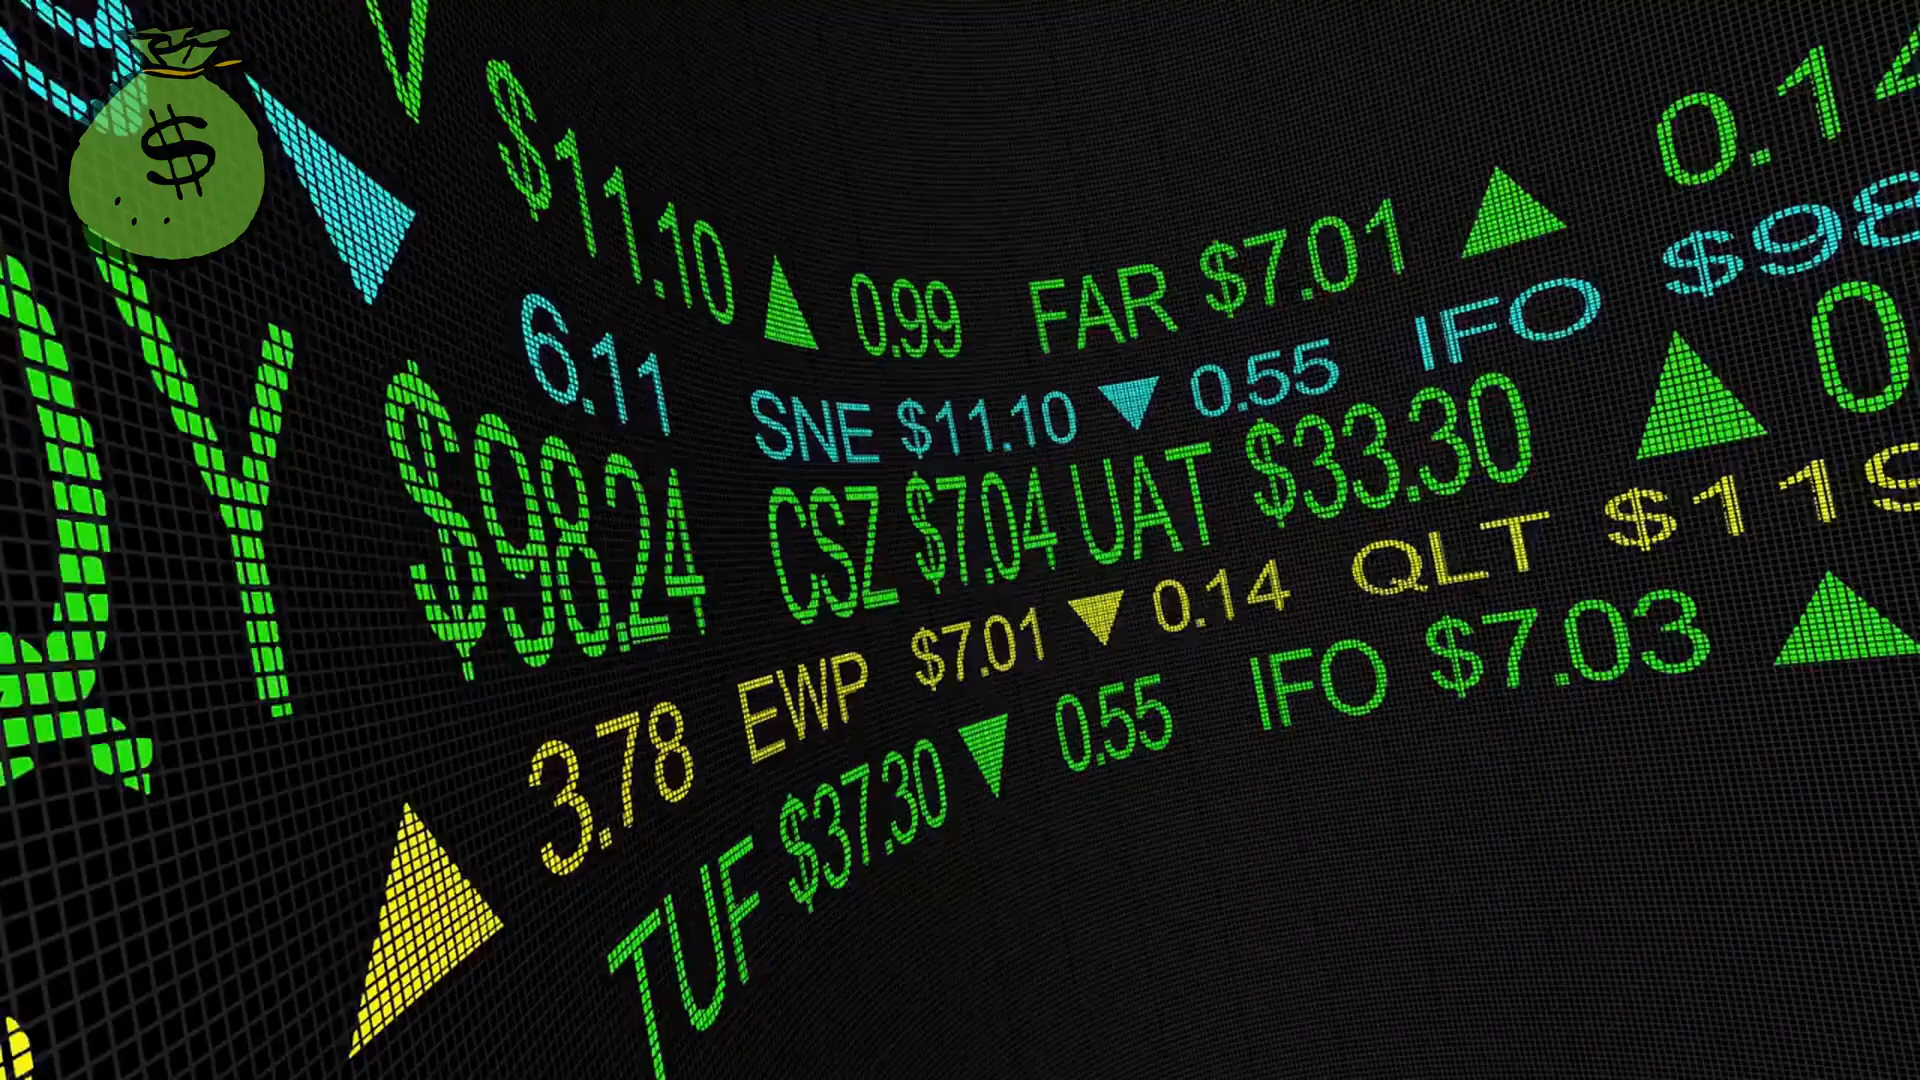 $
$11.10 ▲ 0.99 FAR $7.01 ▲ 0.14
6.11 SNE $11.10 ▼ 0.55 IFO $98
$98.24 CSZ $7.04 UAT $33.30 ▲ 0
▲ 3.78 EWP $7.01 ▼ 0.14 QLT $119
TUF $37.30 ▼ 0.55 IFO $7.03 ▲